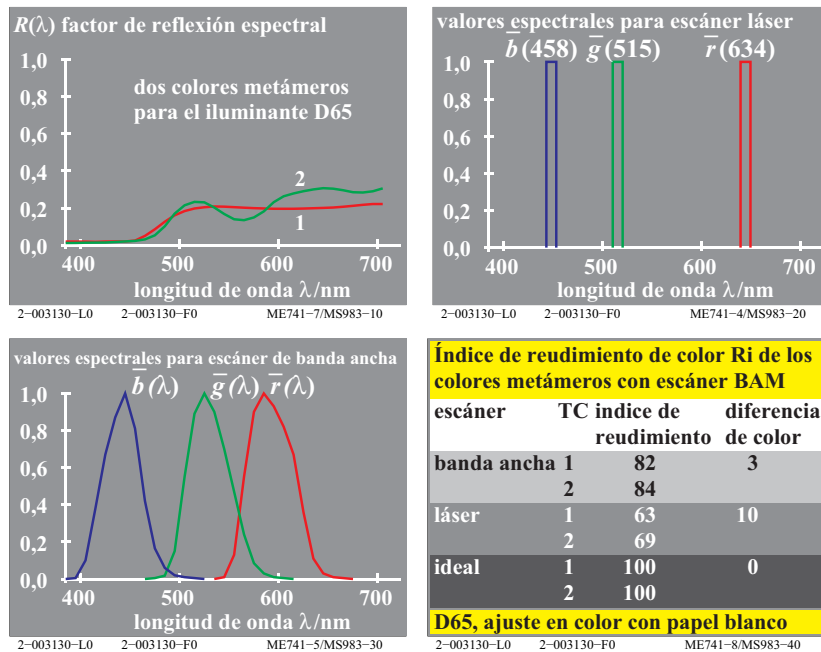 R(λ) factor de reflexión espectral
1,0
0,8
0,6
0,4
0,2
0,0
dos colores metámeros
para el iluminante D65
2
1
400 500 600 700
longitud de onda λ/nm
2−003130−L0 2−003130−F0 ME741−7/MS983−10
valores espectrales para escáner láser
b̅(458) g̅(515) r̅(634)
1,0
0,8
0,6
0,4
0,2
0,0
400 500 600 700
longitud de onda λ/nm
2−003130−L0 2−003130−F0 ME741−4/MS983−20
valores espectrales para escáner de banda ancha
b̅(λ) g̅(λ) r̅(λ)
1,0
0,8
0,6
0,4
0,2
0,0
400 500 600 700
longitud de onda λ/nm
2−003130−L0 2−003130−F0 ME741−5/MS983−30
Índice de reudimiento de color Ri de los
colores metámeros con escáner BAM
escáner TC indice de diferencia
reudimiento de color
banda ancha 1 82 3
2 84
láser 1 63 10
2 69
ideal 1 100 0
2 100
D65, ajuste en color con papel blanco
2−003130−L0 2−003130−F0 ME741−8/MS983−40